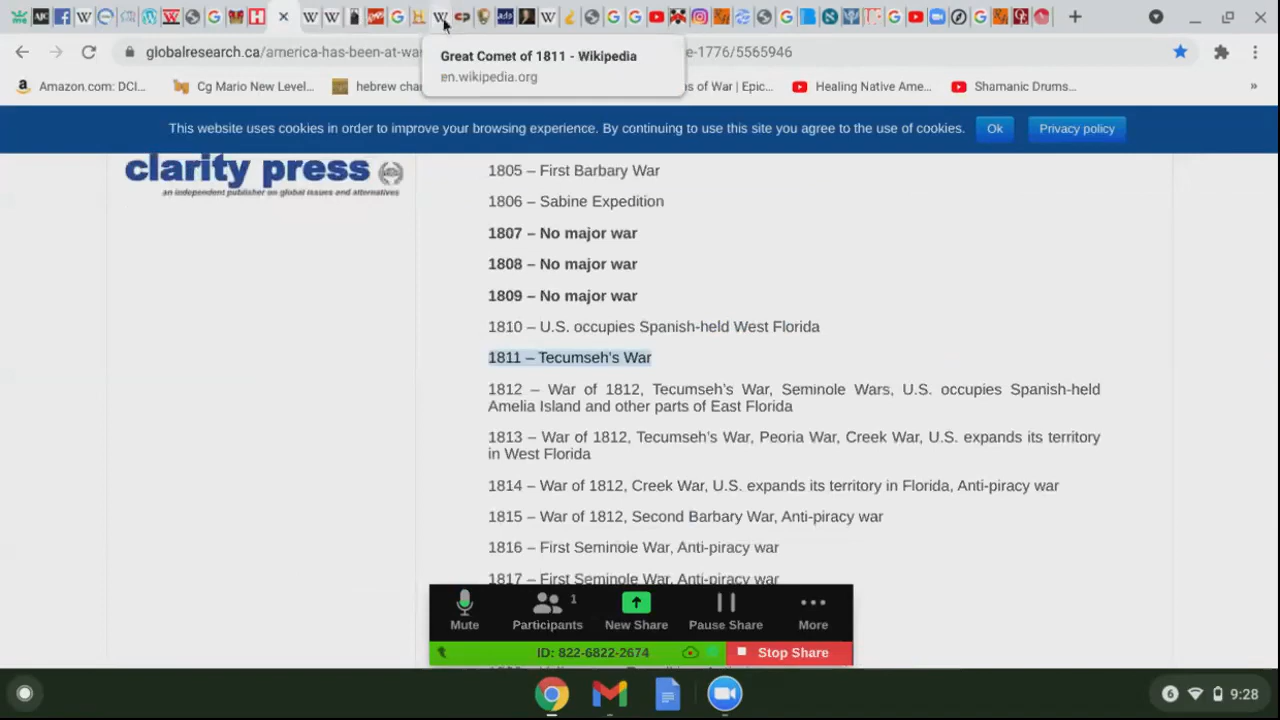 globalresearch.ca/america-has-been-at-wa
e-1776/5565946
Great Comet of 1811 - Wikipedia
en.wikipedia.org
Amazon.com: DCI...
Cg Mario New Level...
hebrew cha
os of War | Epic...
Healing Native Ame...
Shamanic Drums...
»
This website uses cookies in order to improve your browsing experience. By continuing to use this site you agree to the use of cookies.
Ok
Privacy policy
clarity press
an independent publisher on global issues and alternatives
1805 – First Barbary War
1806 – Sabine Expedition
1807 – No major war
1808 – No major war
1809 – No major war
1810 – U.S. occupies Spanish-held West Florida
1811 – Tecumseh's War
1812 – War of 1812, Tecumseh's War, Seminole Wars, U.S. occupies Spanish-held
Amelia Island and other parts of East Florida
1813 – War of 1812, Tecumseh's War, Peoria War, Creek War, U.S. expands its territory
in West Florida
1814 – War of 1812, Creek War, U.S. expands its territory in Florida, Anti-piracy war
1815 – War of 1812, Second Barbary War, Anti-piracy war
1816 – First Seminole War, Anti-piracy war
1817 – First Seminole War, Anti-piracy war
1
Mute
Participants
New Share
Pause Share
More
ID: 822-6822-2674
Stop Share
6
9:28